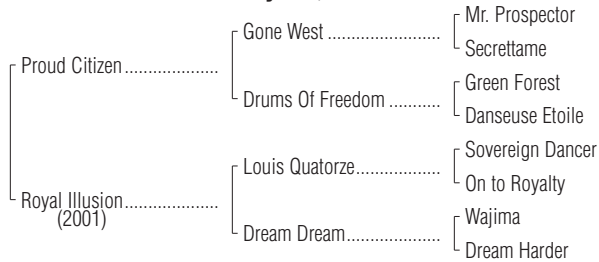 Mr. Prospector
Gone West ...................
Secrettame
Proud Citizen....................
Green Forest
Drums Of Freedom ...........
Danseuse Etoile
Sovereign Dancer
Louis Quatorze..................
On to Royalty
Royal Illusion....................
(2001)
Wajima
Dream Dream....................
Dream Harder